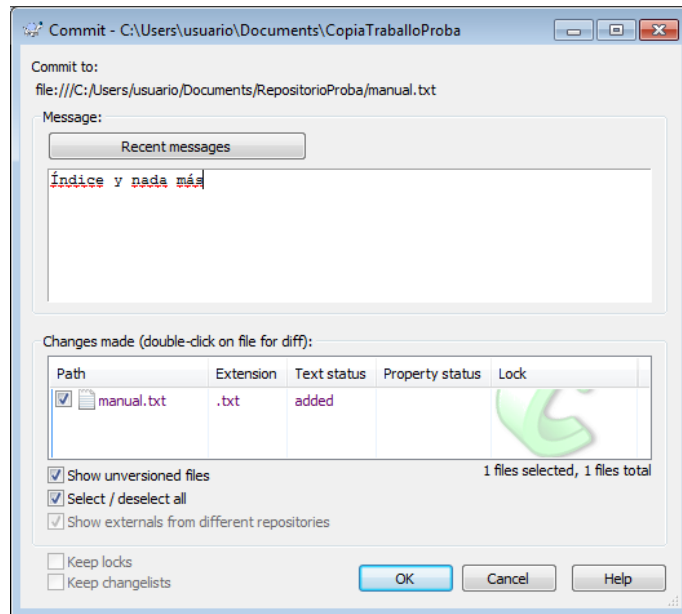 Commit - C:\Users\usuario\Documents\CopiaTraballoProba
Commit to:
file:///C:/Users/usuario/Documents/RepositorioProba/manual.txt
Message:
Recent messages
Índice y nada más
Changes made (double-click on file for diff):
Path Extension Text status Property status Lock
manual.txt .txt added
Show unversioned files 1 files selected, 1 files total
Select / deselect all
Show externals from different repositories
Keep locks
Keep changelists
OK Cancel Help